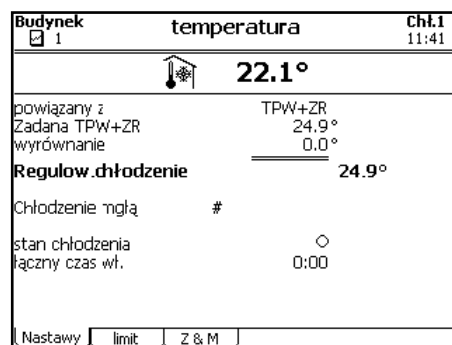 Budynek temperatura Chł.1
1 11:41
22.1°
powiązany z TPW+ZR
Zadana TPW+ZR 24.9°
wyrównanie 0.0°
Regulow.chłodzenie 24.9°
Chłodzenie mgłą #
stan chłodzenia
łączny czas wł. 0:00
Nastawy limit Z & M